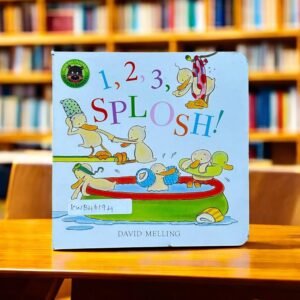 1, 2, 3,
SPLOSH!
DAVID MELLING